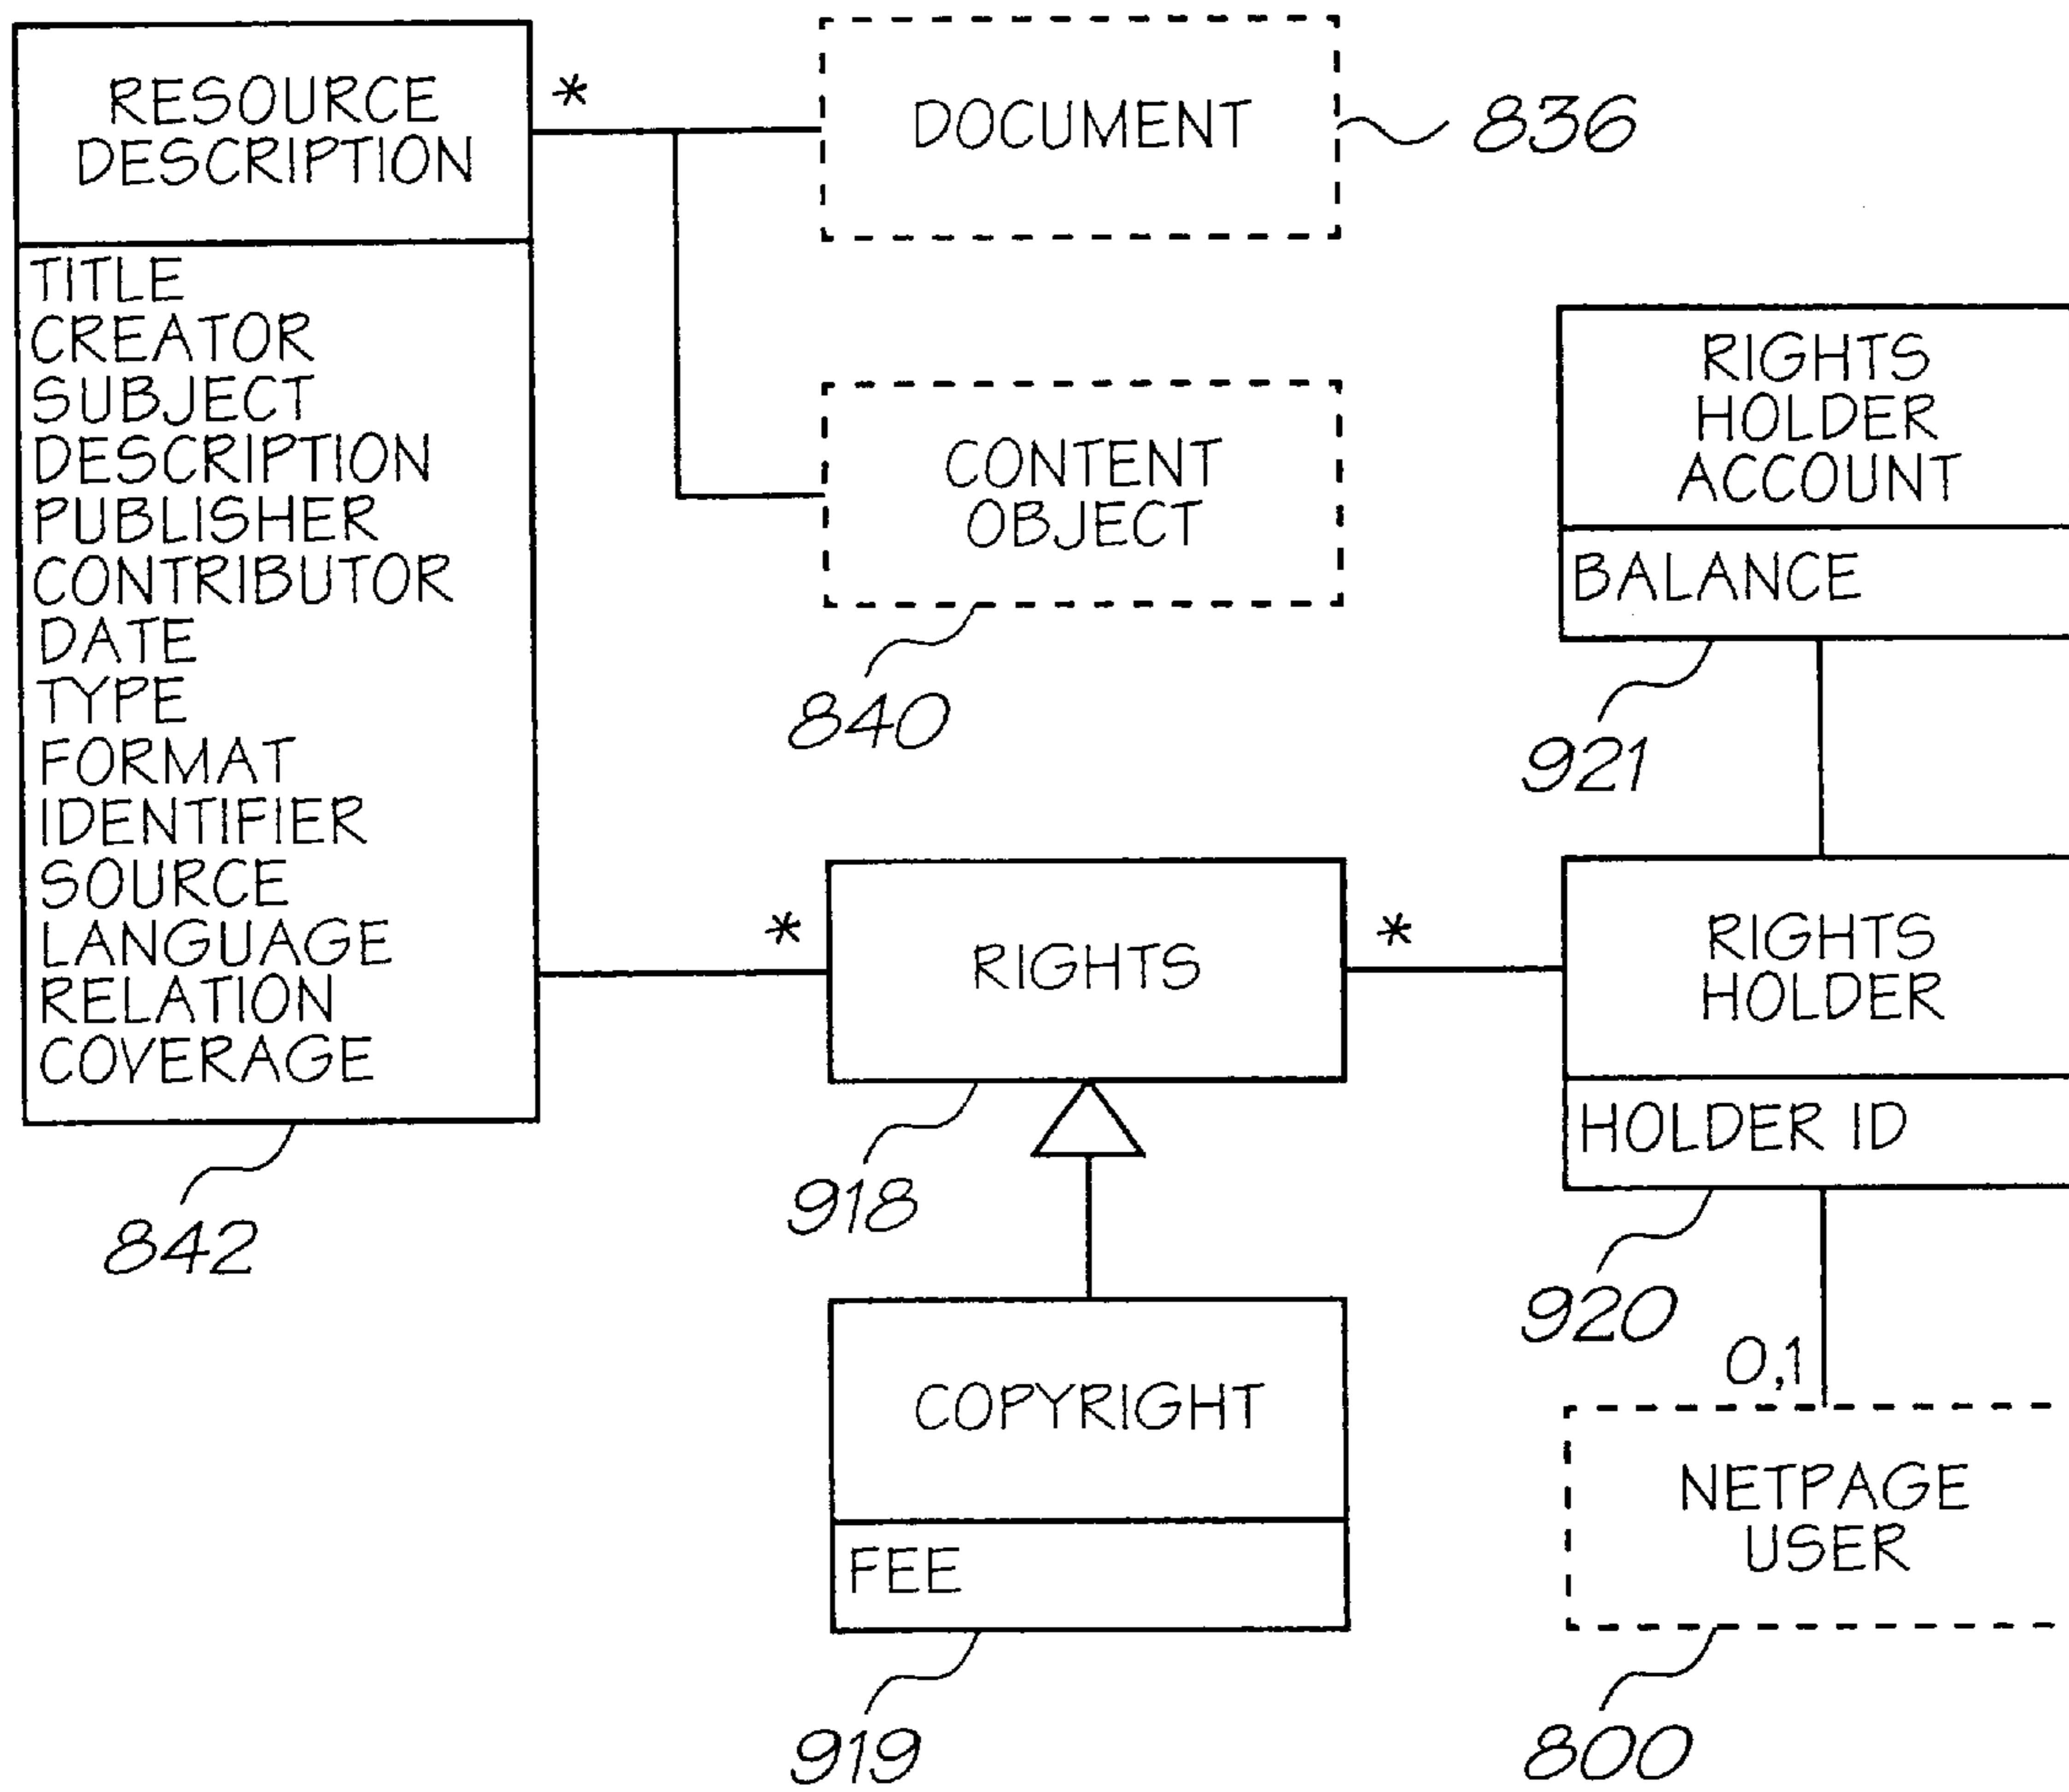 RESOURCE
DESCRIPTION
*
TITLE
CREATOR
SUBJECT
DESCRIPTION
PUBLISHER
CONTRIBUTOR
DATE
TYPE
FORMAT
IDENTIFIER
SOURCE
LANGUAGE
RELATION
COVERAGE
842
DOCUMENT
836
CONTENT
OBJECT
840
RIGHTS
HOLDER
ACCOUNT
BALANCE
921
*
RIGHTS
*
918
RIGHTS
HOLDER
HOLDER ID
920
COPYRIGHT
FEE
919
0,1
NETPAGE
USER
800